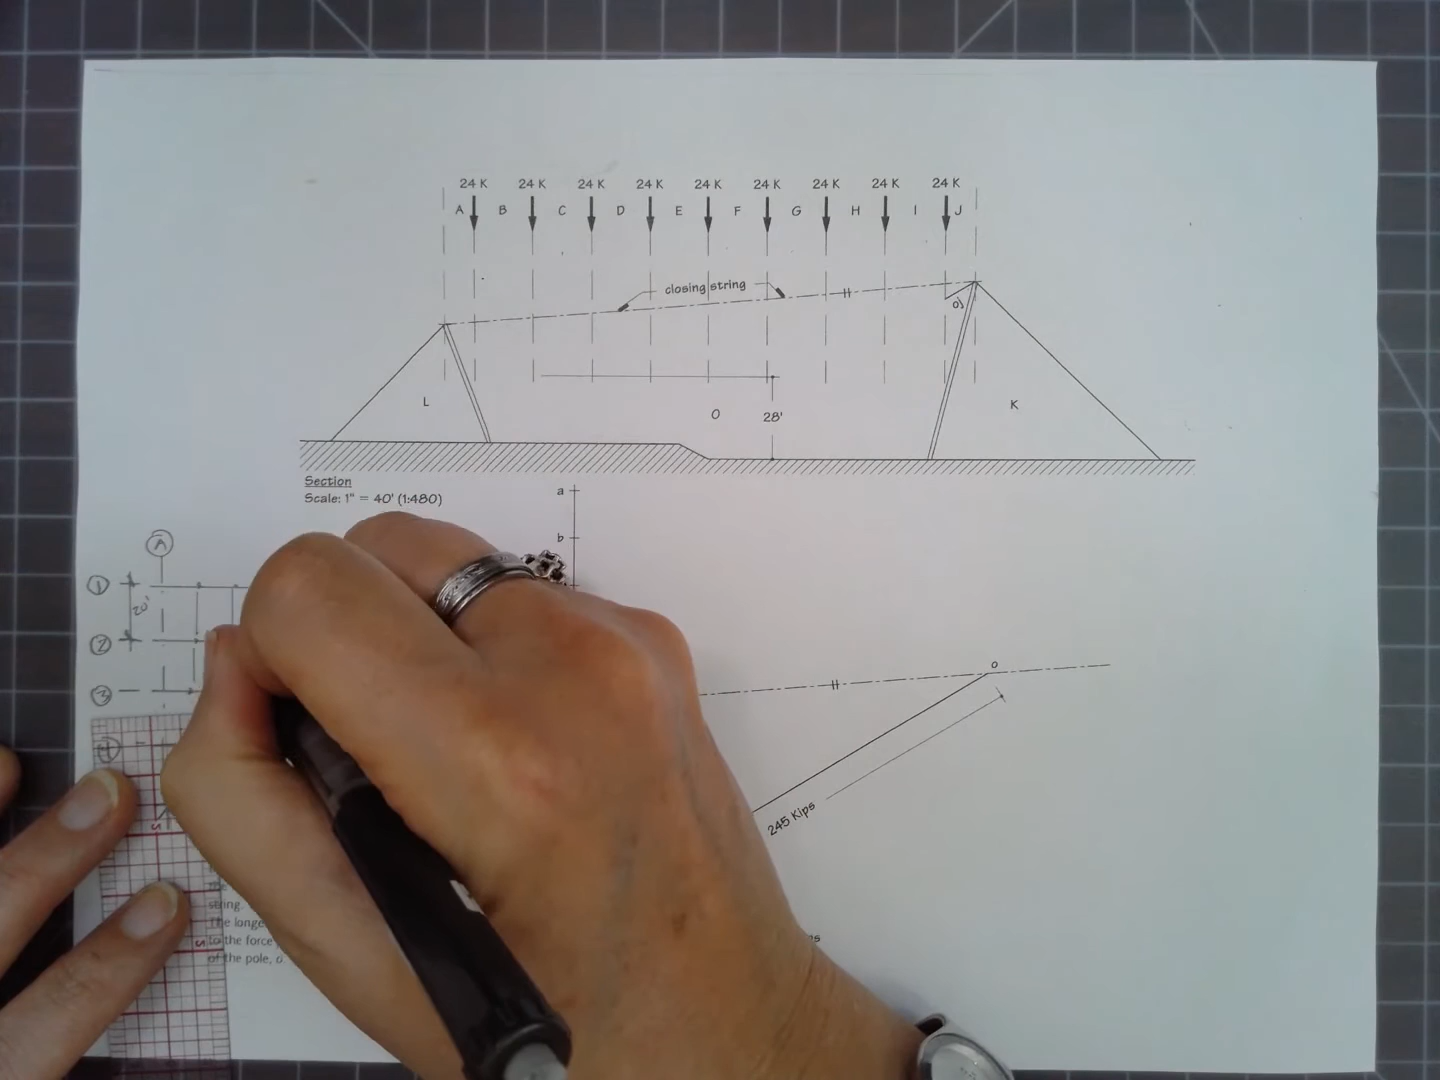 24 K 24 K 24 K 24 K 24 K 24 K 24 K 24 K 24 K
A B C D E F G H I J
closing string
o
L
O
28'
K
Section
Scale: 1" = 40' (1:480)
a
b
A
1
20'
2
3
4
o
245 Kips
string.
The longe
to the force
of the pole, o